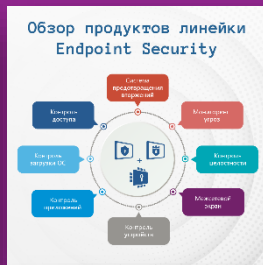 Обзор продуктов линейки
Endpoint Security
Система
предотвращения
вторжений
Контроль
доступа
Мониторинг
угроз
Контроль
загрузки ОС
Контроль
целостности
Контроль
приложений
Межсетевой
экран
Контроль
устройств